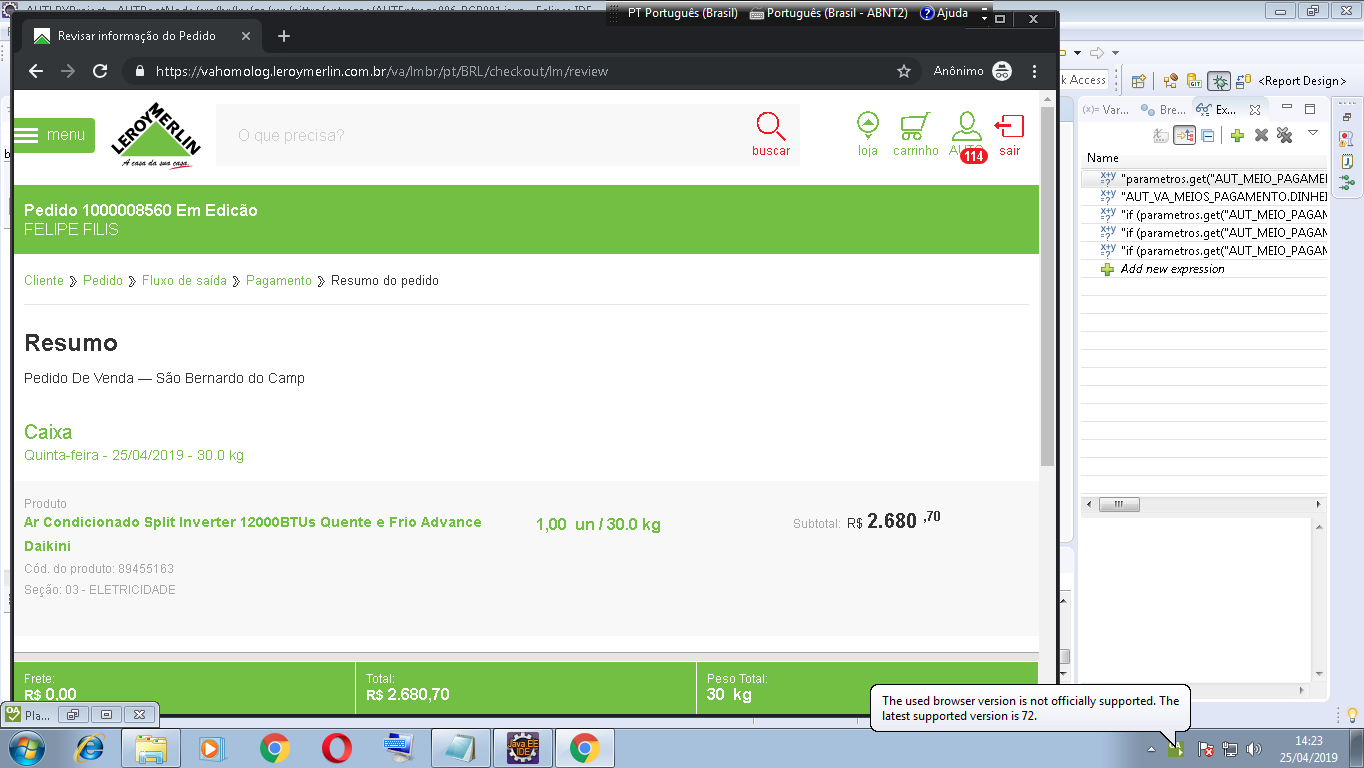 PT Português (Brasil)
Português (Brasil - ABNT2)
Ajuda
Revisar informação do Pedido
https://vahomolog.leroymerlin.com.br/va/lmbr/pt/BRL/checkout/lm/review
Anônimo
k Access
<Report Design>
menu
LEROY MERLIN
A casa da sua casa.
O que precisa?
buscar
loja
carrinho
114
sair
Pedido 1000008560 Em Edicão
FELIPE FILIS
Cliente
Pedido
Fluxo de saída
Pagamento
Resumo do pedido
Resumo
Pedido De Venda — São Bernardo do Camp
Caixa
Quinta-feira - 25/04/2019 - 30.0 kg
Produto
Ar Condicionado Split Inverter 12000BTUs Quente e Frio Advance
Daikini
Cód. do produto: 89455163
Seção: 03 - ELETRICIDADE
1,00 un / 30.0 kg
Subtotal: R$ 2.680 ,70
Frete:
R$ 0,00
Total:
R$ 2.680,70
Peso Total:
30 kg
(x)= Var...
Bre...
Ex...
Name
"parametros.get("AUT_MEIO_PAGAME
"AUT_VA_MEIOS_PAGAMENTO.DINHEI
"if (parametros.get("AUT_MEIO_PAGAM
"if (parametros.get("AUT_MEIO_PAGAM
"if (parametros.get("AUT_MEIO_PAGAM
Add new expression
Pla...
The used browser version is not officially supported. The
latest supported version is 72.
Java EE
IDE
14:23
25/04/2019